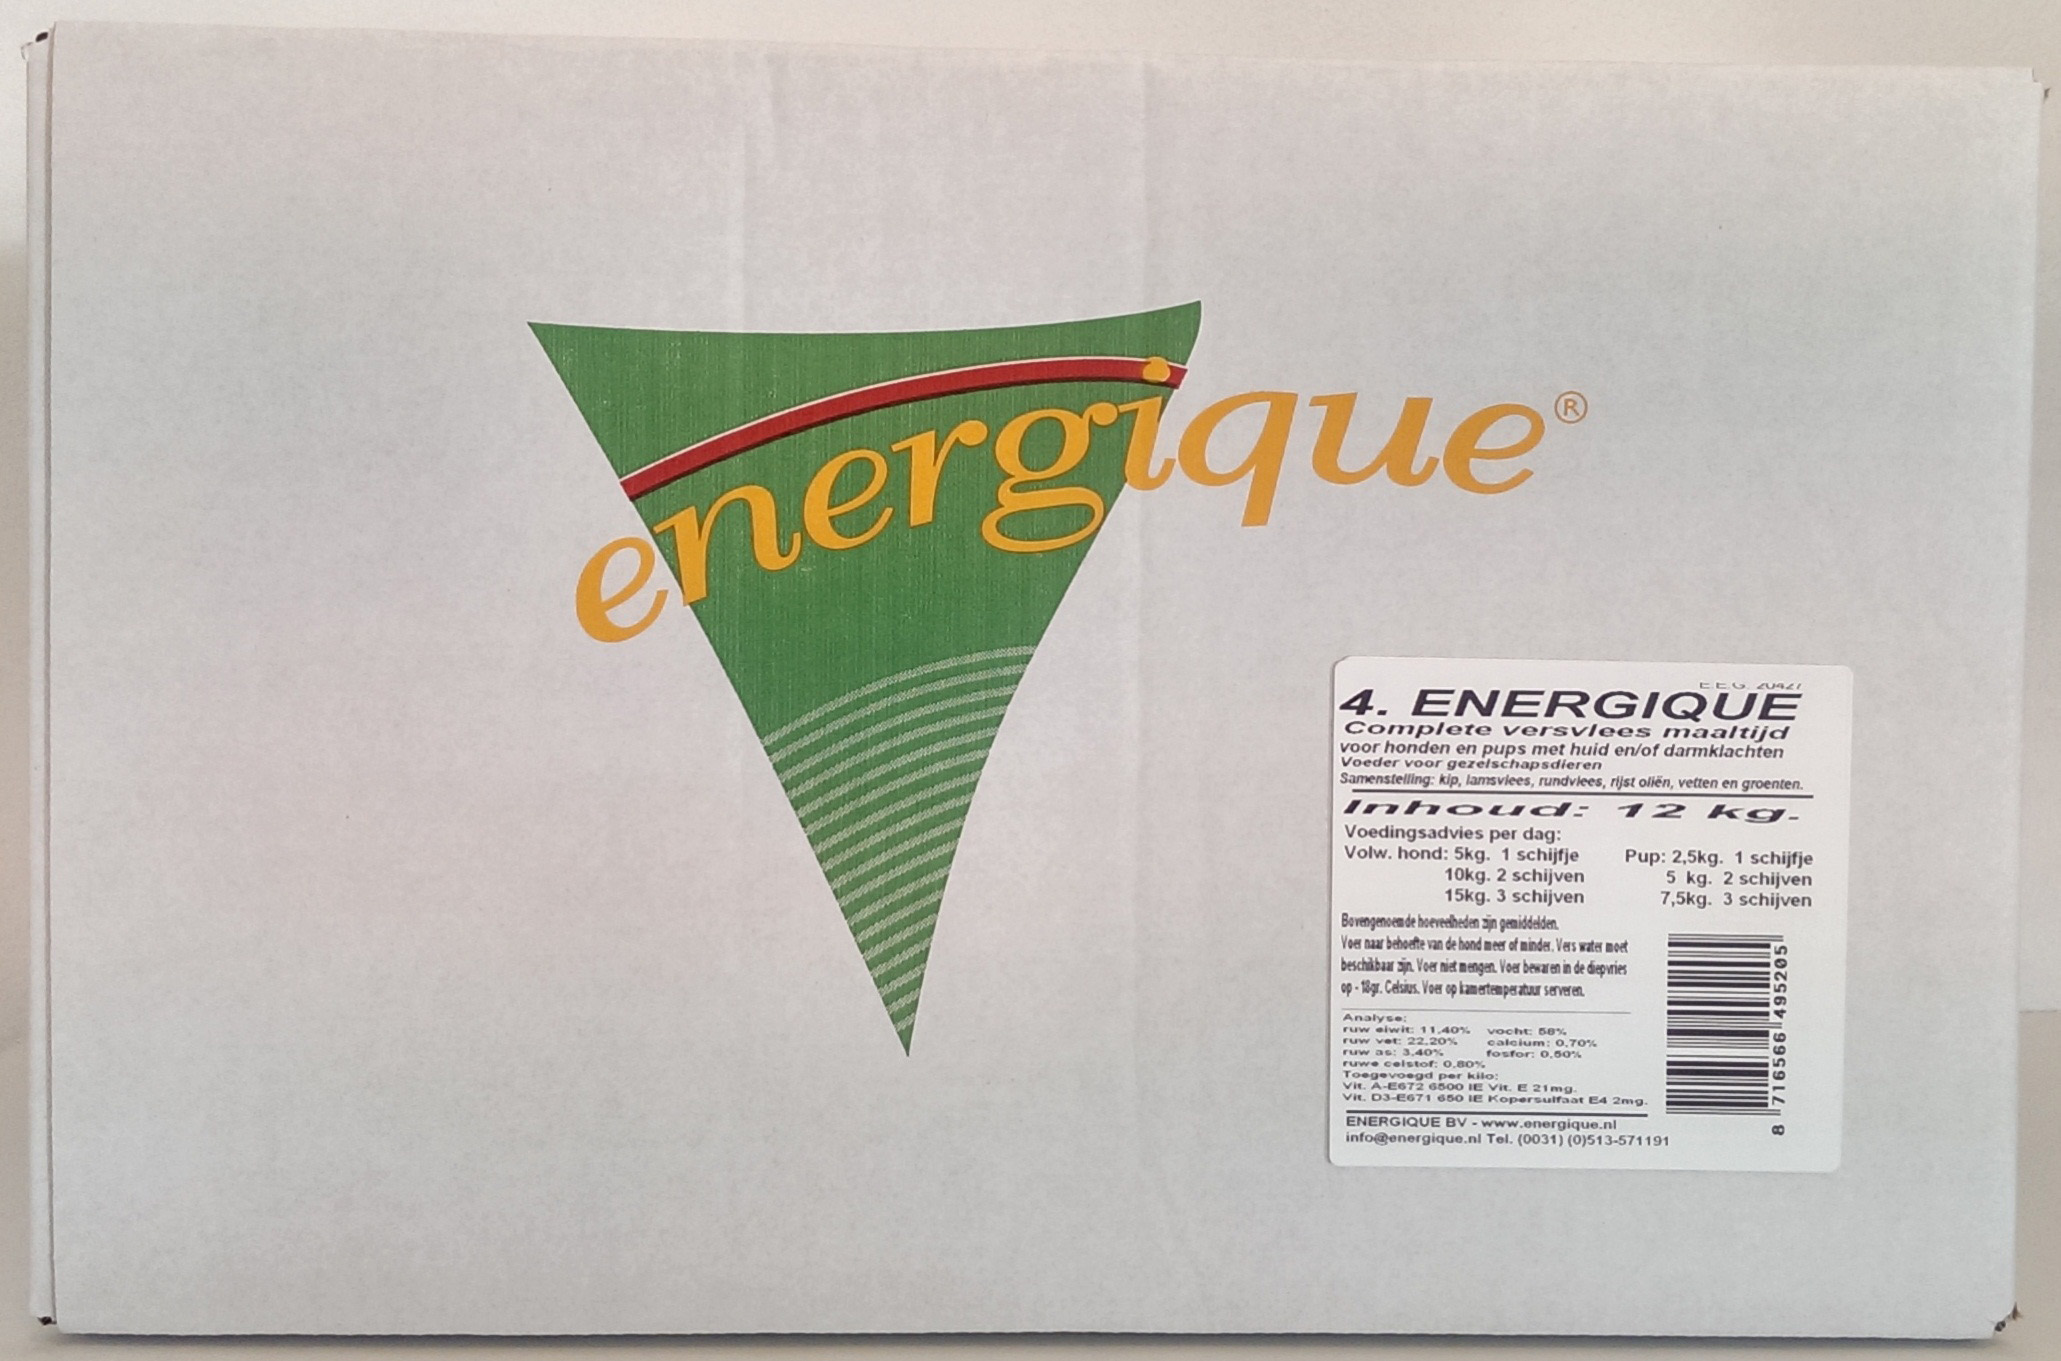 energique®
E.E.G. 20427
4. ENERGIQUE
Complete versvlees maaltijd
voor honden en pups met huid en/of darmklachten
Voeder voor gezelschapsdieren
Samenstelling: kip, lamsvlees, rundvlees, rijst oliën, vetten en groenten.
Inhoud: 12 kg.
Voedingsadvies per dag:
Volw. hond: 5kg. 1 schijfje Pup: 2,5kg. 1 schijfje
10kg. 2 schijven 5 kg. 2 schijven
15kg. 3 schijven 7,5kg. 3 schijven
Bovengenoemde hoeveelheden zijn gemiddelden.
Voer naar behoefte van de hond meer of minder. Vers water moet
beschikbaar zijn. Voer niet mengen. Voer bewaren in de diepvries
op - 18gr. Celsius. Voer op kamertemperatuur serveren.
Analyse:
ruw eiwit: 11,40% vocht: 58%
ruw vet: 22,20% calcium: 0,70%
ruw as: 3,40% fosfor: 0,50%
ruwe celstof: 0,80%
Toegevoegd per kilo:
Vit. A-E672 6500 IE Vit. E 21mg.
Vit. D3-E671 650 IE Kopersulfaat E4 2mg.
ENERGIQUE BV - www.energique.nl
info@energique.nl Tel. (0031) (0)513-571191
8 716566 495205